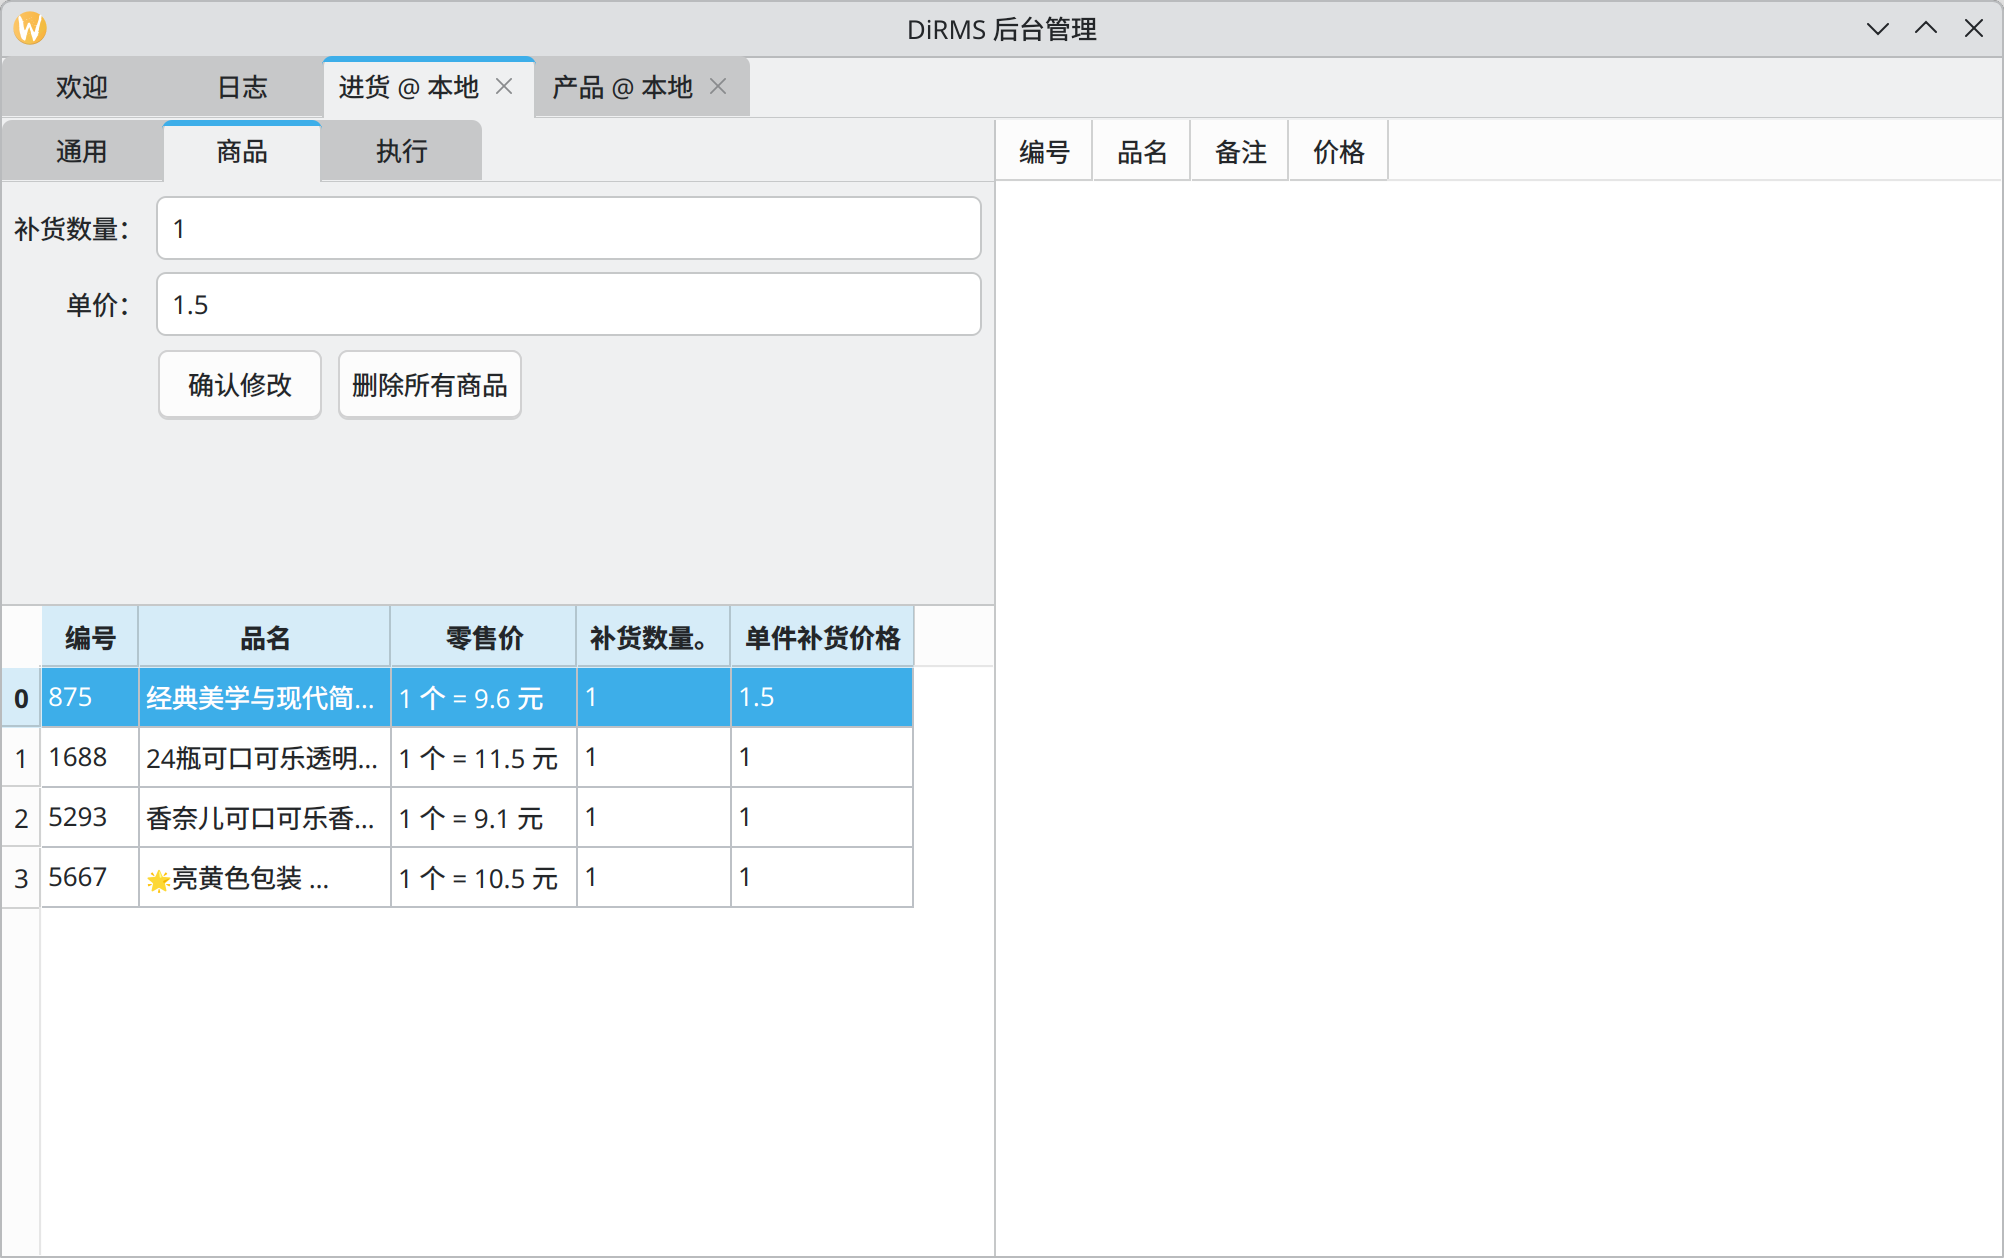 DiRMS 后台管理
欢迎 日志 进货 @ 本地 产品 @ 本地
通用 商品 执行
补货数量： 1
单价： 1.5
确认修改 删除所有商品
编号 品名 零售价 补货数量。 单件补货价格
0 875 经典美学与现代简... 1 个 = 9.6 元 1 1.5
1 1688 24瓶可口可乐透明... 1 个 = 11.5 元 1 1
2 5293 香奈儿可口可乐香... 1 个 = 9.1 元 1 1
3 5667 🌟亮黄色包装 ... 1 个 = 10.5 元 1 1
编号 品名 备注 价格